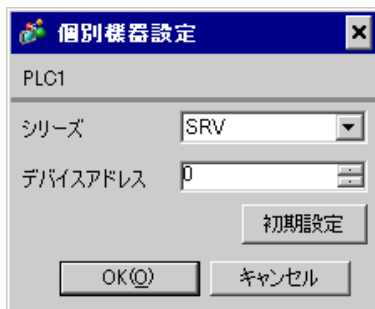 個別機器設定
PLC1
シリーズ SRV
デバイスアドレス 0
初期設定
OK(O) キャンセル